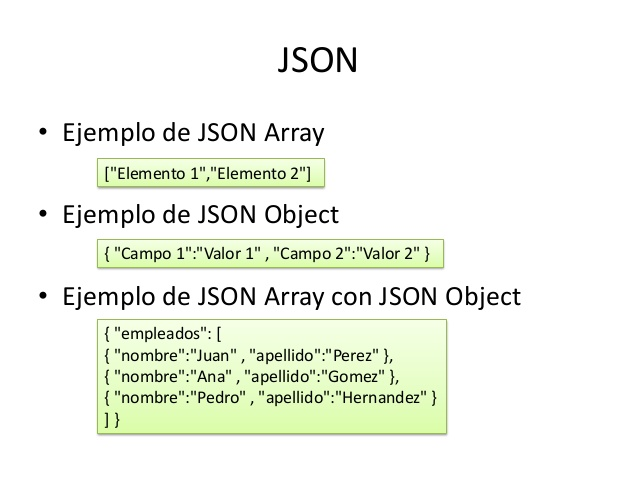 JSON
• Ejemplo de JSON Array
["Elemento 1","Elemento 2"]
• Ejemplo de JSON Object
{ "Campo 1":"Valor 1" , "Campo 2":"Valor 2" }
• Ejemplo de JSON Array con JSON Object
{ "empleados": [
{ "nombre":"Juan" , "apellido":"Perez" },
{ "nombre":"Ana" , "apellido":"Gomez" },
{ "nombre":"Pedro" , "apellido":"Hernandez" }
] }